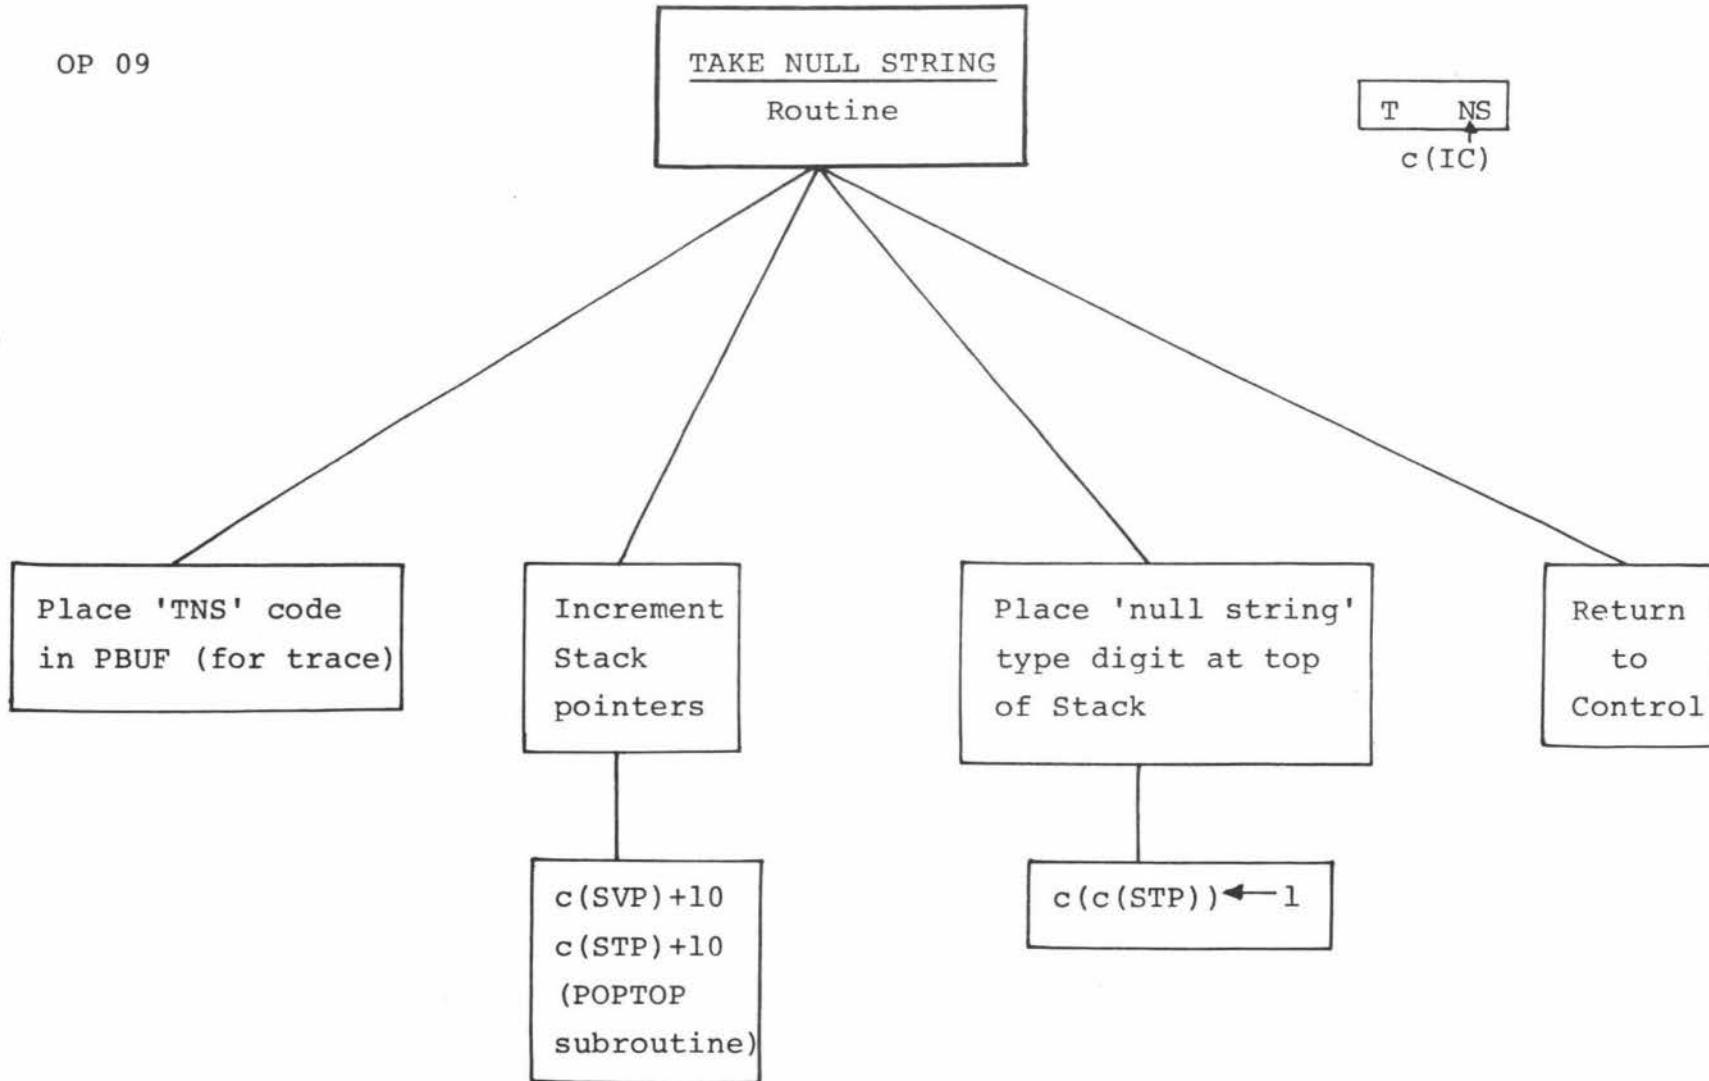 OP 09
TAKE NULL STRING
Routine
T NS
c(IC)
Place 'TNS' code
in PBUF (for trace)
Increment
Stack
pointers
Place 'null string'
type digit at top
of Stack
Return
to
Control
c(SVP)+10
c(STP)+10
(POPTOP
subroutine)
c(c(STP))←1